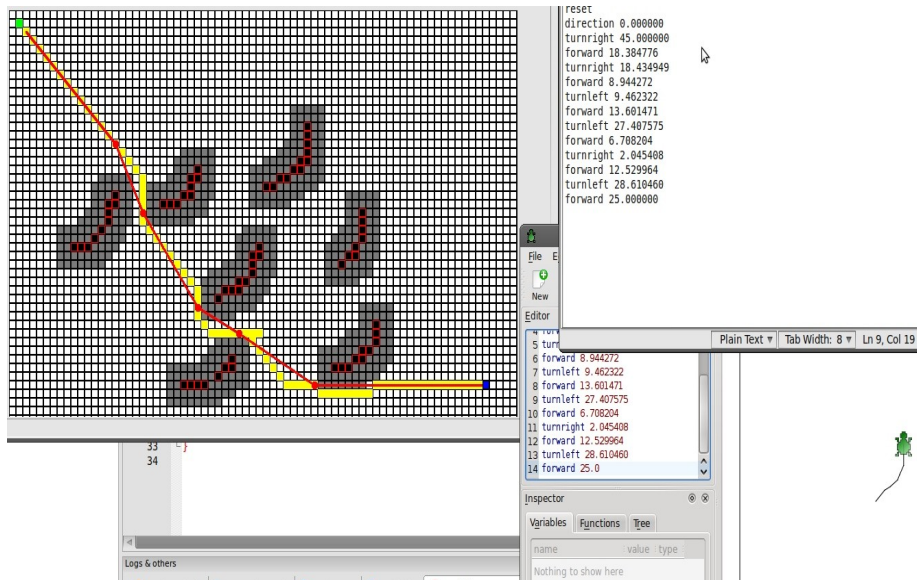 reset
direction 0.000000
turnright 45.000000
forward 18.384776
turnright 18.434949
forward 8.944272
turnleft 9.462322
forward 13.601471
turnleft 27.407575
forward 6.708204
turnright 2.045408
forward 12.529964
turnleft 28.610460
forward 25.000000
Plain Text Tab Width: 8 Ln 9, Col 19
File E
New
Editor
5 turn
6 forward 8.944272
7 turnleft 9.462322
8 forward 13.601471
9 turnleft 27.407575
10 forward 6.708204
11 turnright 2.045408
12 forward 12.529964
13 turnleft 28.610460
14 forward 25.0
Inspector
Variables Functions Tree
name value type
Nothing to show here
33 }
34
Logs & others